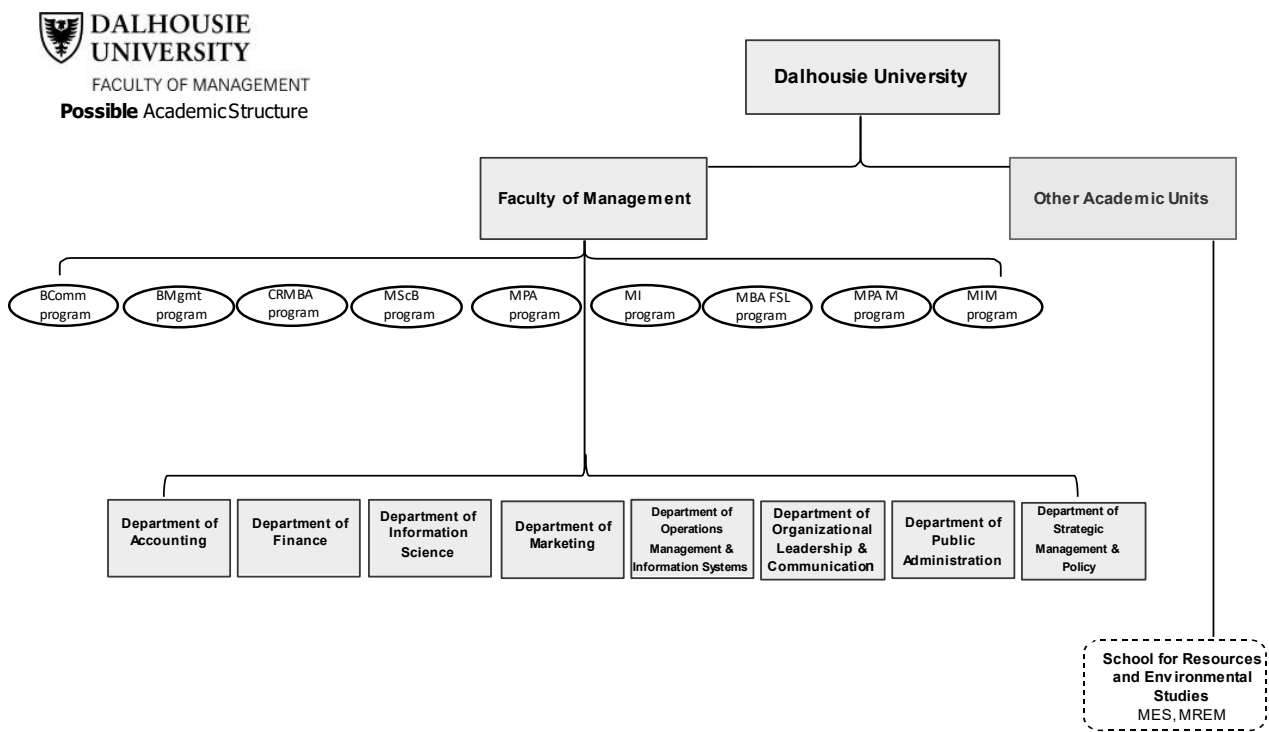 DALHOUSIE
UNIVERSITY
FACULTY OF MANAGEMENT
Possible Academic Structure
Dalhousie University
Faculty of Management
Other Academic Units
BComm
program
BMgmt
program
CRMBA
program
MScB
program
MPA
program
MI
program
MBA FSL
program
MPA M
program
MIM
program
Department of
Accounting
Department of
Finance
Department of
Information
Science
Department of
Marketing
Department of
Operations
Management &
Information Systems
Department of
Organizational
Leadership &
Communication
Department of
Public
Administration
Department of
Strategic
Management &
Policy
School for Resources
and Environmental
Studies
MES, MREM